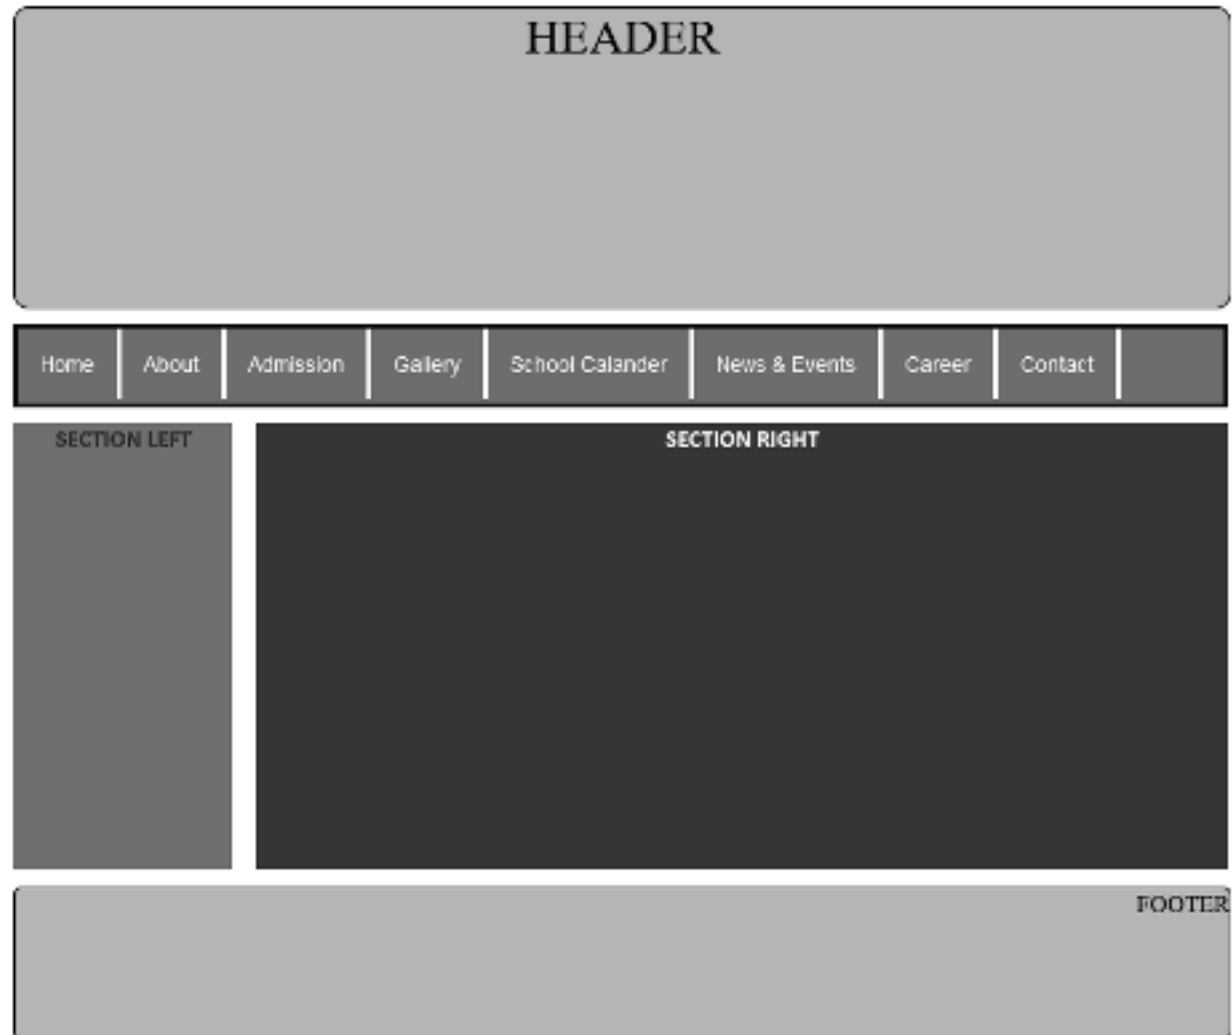 HEADER
Home About Admission Gallery School Calander News & Events Career Contact
SECTION LEFT
SECTION RIGHT
FOOTER